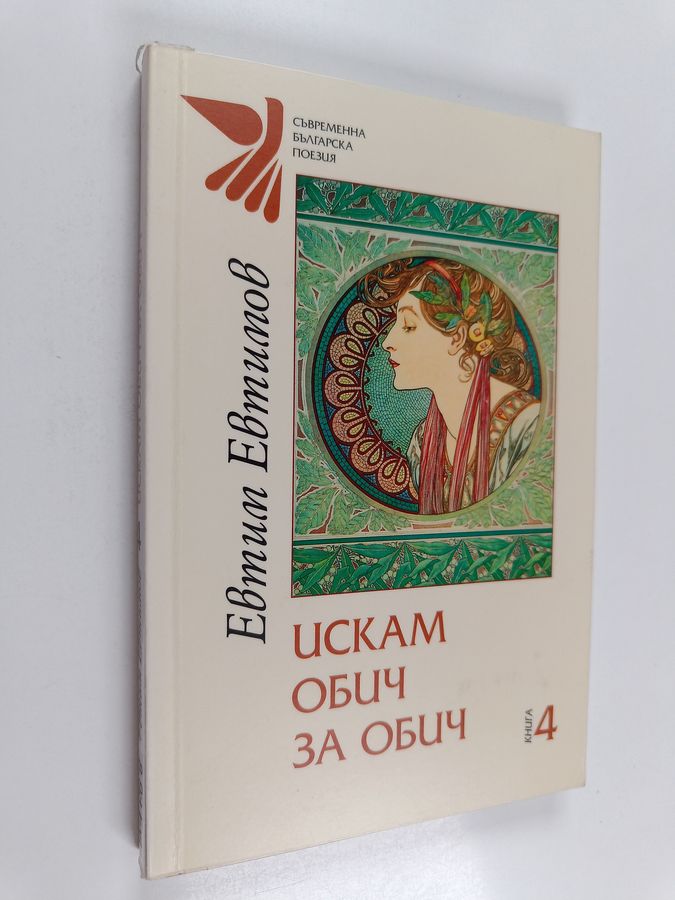 СЪВРЕМЕННА
БЪЛГАРСКА
ПОЕЗИЯ
Евтим Евтимов
ИСКАМ
ОБИЧ
ЗА ОБИЧ
КНИГА 4